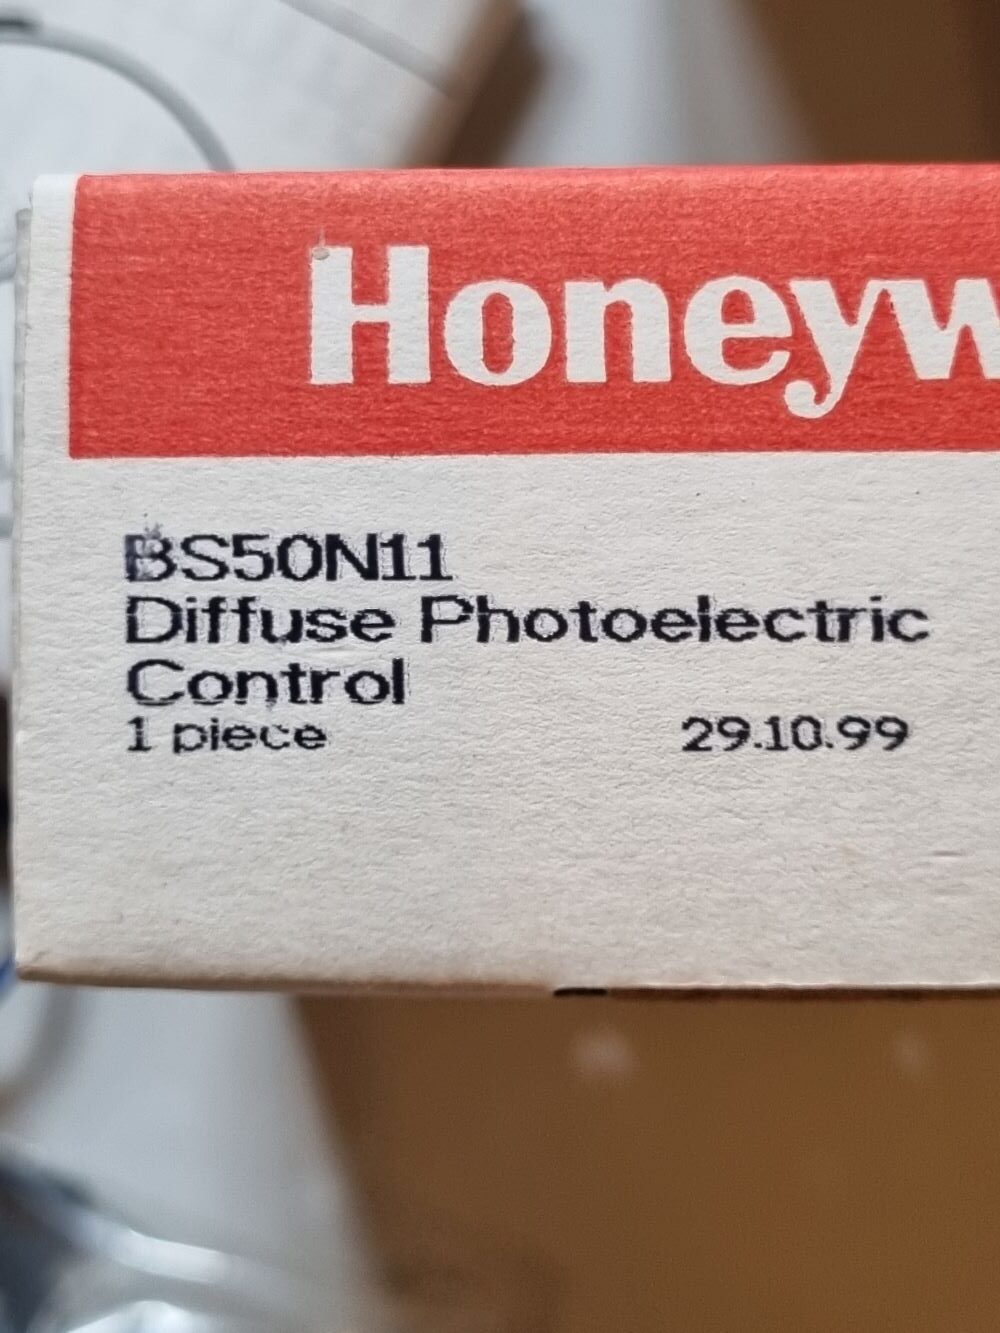 Honeyw
BS50N11
Diffuse Photoelectric
Control
1 piece 29.10.99